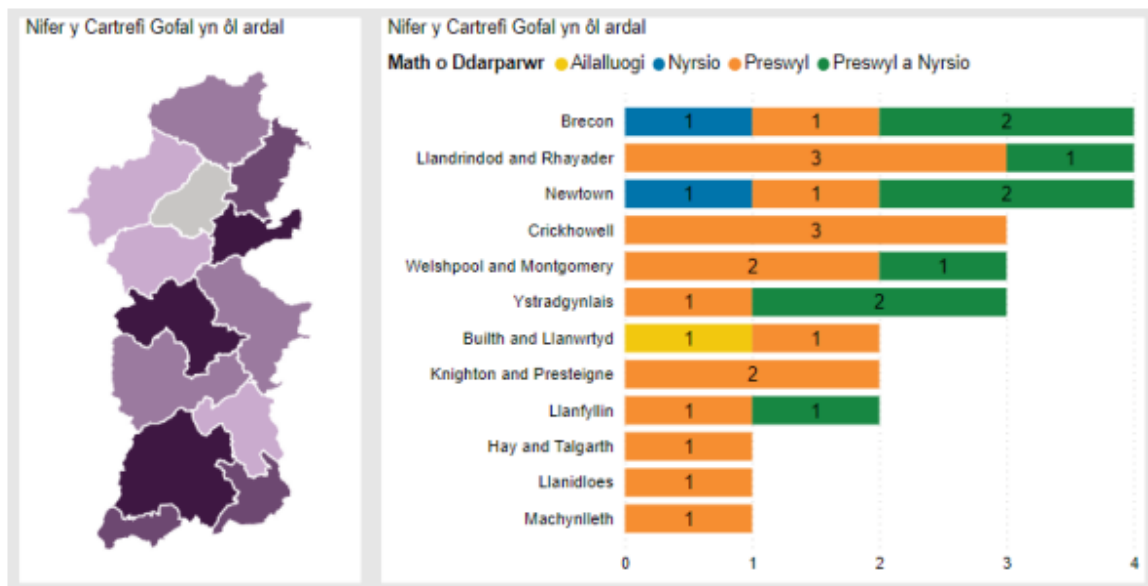 Nifer y Cartrefi Gofal yn ôl ardal
Nifer y Cartrefi Gofal yn ôl ardal
Math o Ddarparwr Ailalluogi Nyrsio Preswyl Preswyl a Nyrsio
Brecon 1 1 2
Llandrindod and Rhayader 3 1
Newtown 1 1 2
Crickhowell 3
Welshpool and Montgomery 2 1
Ystradgynlais 1 2
Builth and Llanwrtyd 1 1
Knighton and Presteigne 2
Llanfyllin 1 1
Hay and Talgarth 1
Llanidloes 1
Machynlleth 1
0 1 2 3 4